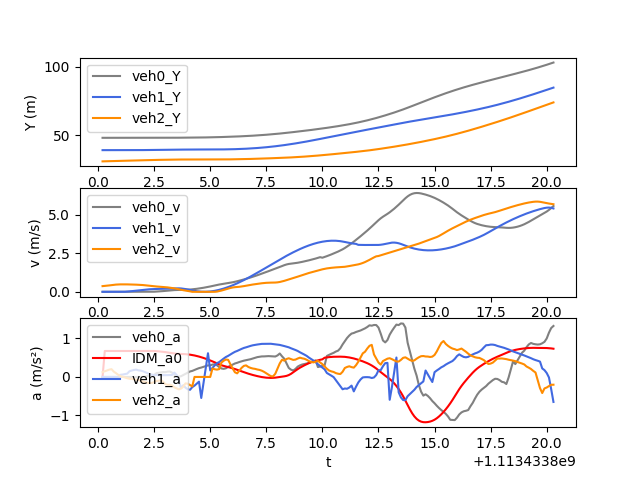 100
50
Y (m)
veh0_Y
veh1_Y
veh2_Y
0.0 2.5 5.0 7.5 10.0 12.5 15.0 17.5 20.0
5.0
2.5
0.0
v (m/s)
veh0_v
veh1_v
veh2_v
0.0 2.5 5.0 7.5 10.0 12.5 15.0 17.5 20.0
1
0
−1
a (m/s²)
veh0_a
IDM_a0
veh1_a
veh2_a
0.0 2.5 5.0 7.5 10.0 12.5 15.0 17.5 20.0
t
+1.1134338e9